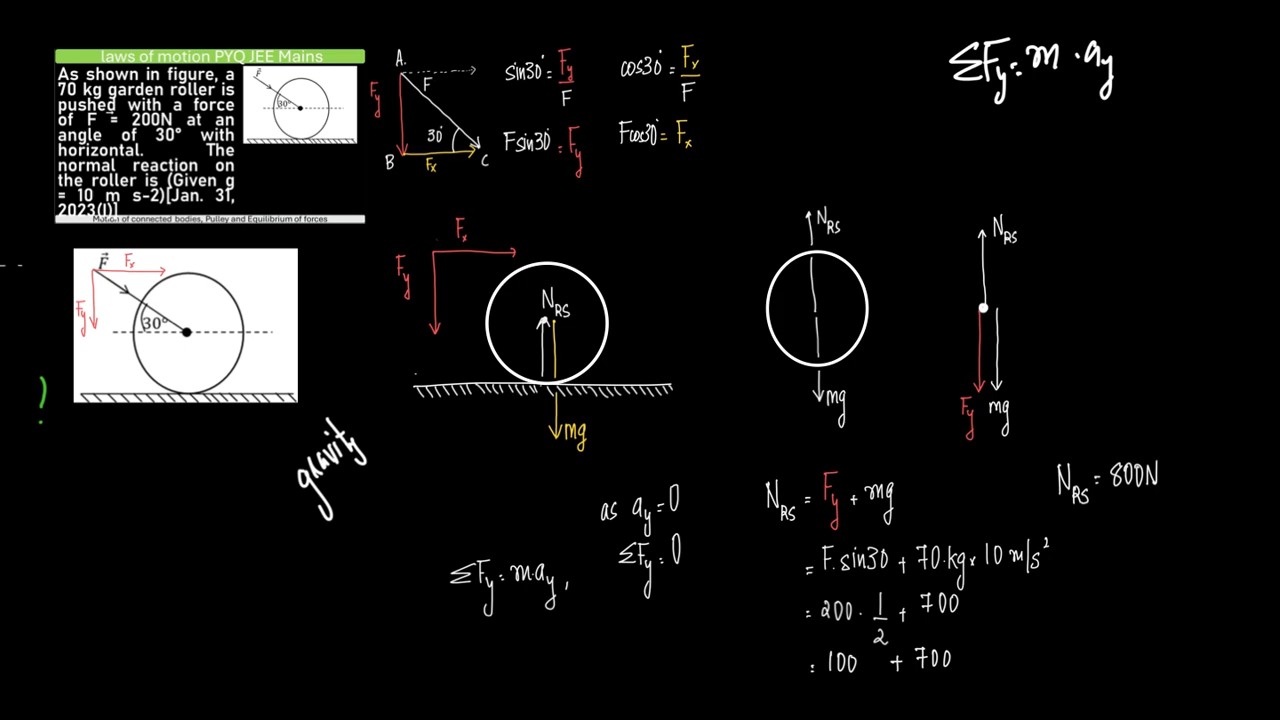 laws of motion PYQ JEE Mains
As shown in figure, a
70 kg garden roller is
pushed with a force
of F⃗ = 200N at an
angle of 30° with
horizontal. The
normal reaction on
the roller is (Given g
= 10 m s-2)[Jan. 31,
2023(I)]
Motion of connected bodies, Pulley and Equilibrium of forces
F⃗
30°
A.
F
Fy
30°
B
Fx
C
sin30° = Fy/F
cos30° = Fx/F
Fsin30° = Fy
Fcos30° = Fx
ΣFy = m · ay
F⃗ Fx
Fy
30°
Fx
Fy
NRS
mg
NRS
mg
NRS
Fy mg
?
gravity
as ay = 0
ΣFy = m·ay, ΣFy = 0
NRS = Fy + mg
= F. sin30 + 70.kg × 10 m/s²
= 200 · 1/2 + 700
= 100 + 700
NRS = 800N